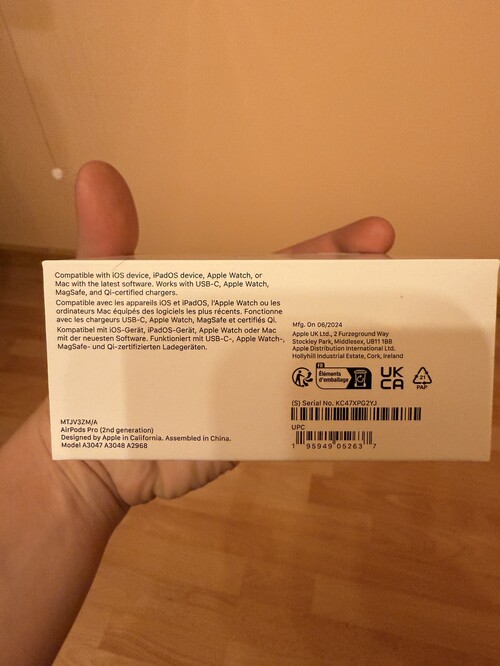 Compatible with iOS device, iPadOS device, Apple Watch, or
Mac with the latest software. Works with USB-C, Apple Watch,
MagSafe, and Qi-certified chargers.
Compatible avec les appareils iOS et iPadOS, l'Apple Watch ou les
ordinateurs Mac équipés des logiciels les plus récents. Fonctionne
avec les chargeurs USB-C, Apple Watch, MagSafe et certifiés Qi.
Kompatibel mit iOS-Gerät, iPadOS-Gerät, Apple Watch oder Mac
mit der neuesten Software. Funktioniert mit USB-C-, Apple Watch-,
MagSafe- und Qi-zertifizierten Ladegeräten.
MTJV3ZM/A
AirPods Pro (2nd generation)
Designed by Apple in California. Assembled in China.
Model A3047 A3048 A2968
Mfg. On 06/2024
Apple UK Ltd., 2 Furzeground Way
Stockley Park, Middlesex, UB11 1BB
Apple Distribution International Ltd.
Hollyhill Industrial Estate, Cork, Ireland
FR
Éléments
d'emballage
UK
CA
21
PAP
(S) Serial No. KC47XPG2YJ
UPC
1 95949 05263 7